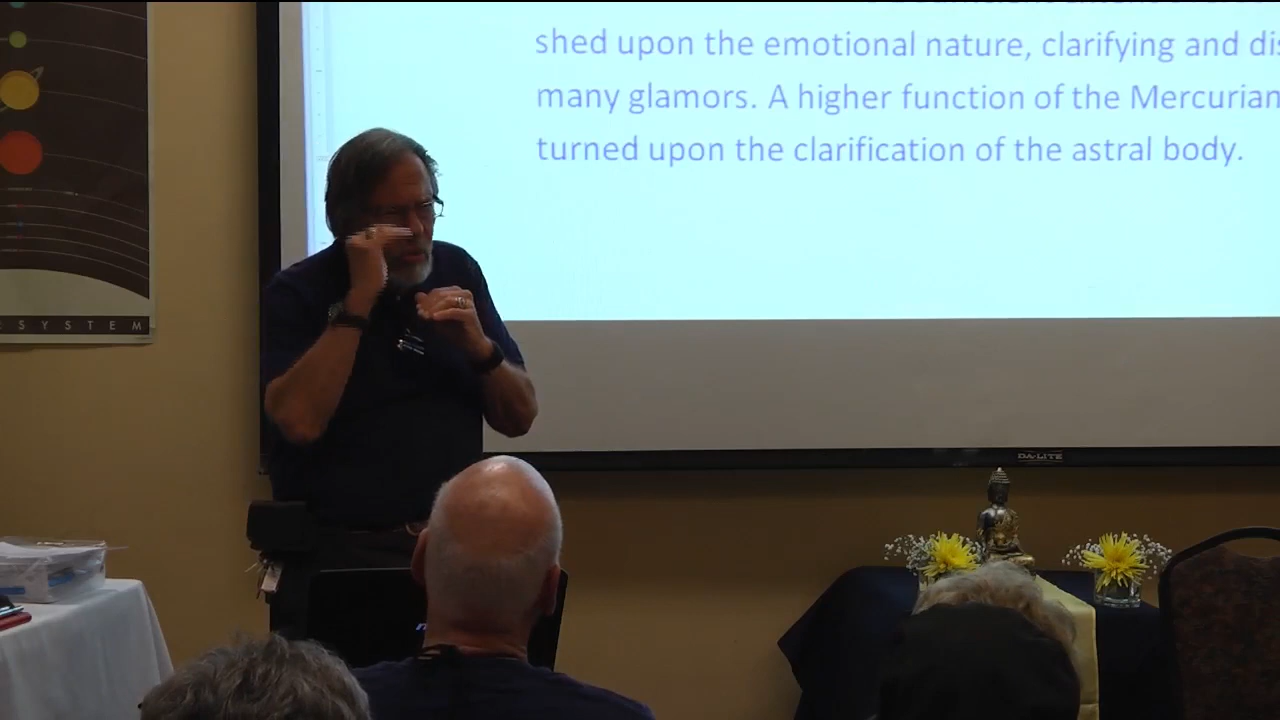 shed upon the emotional nature, clarifying and
many glamors. A higher function of the Mercurian
turned upon the clarification of the astral body.
SYSTEM
DA-LITE